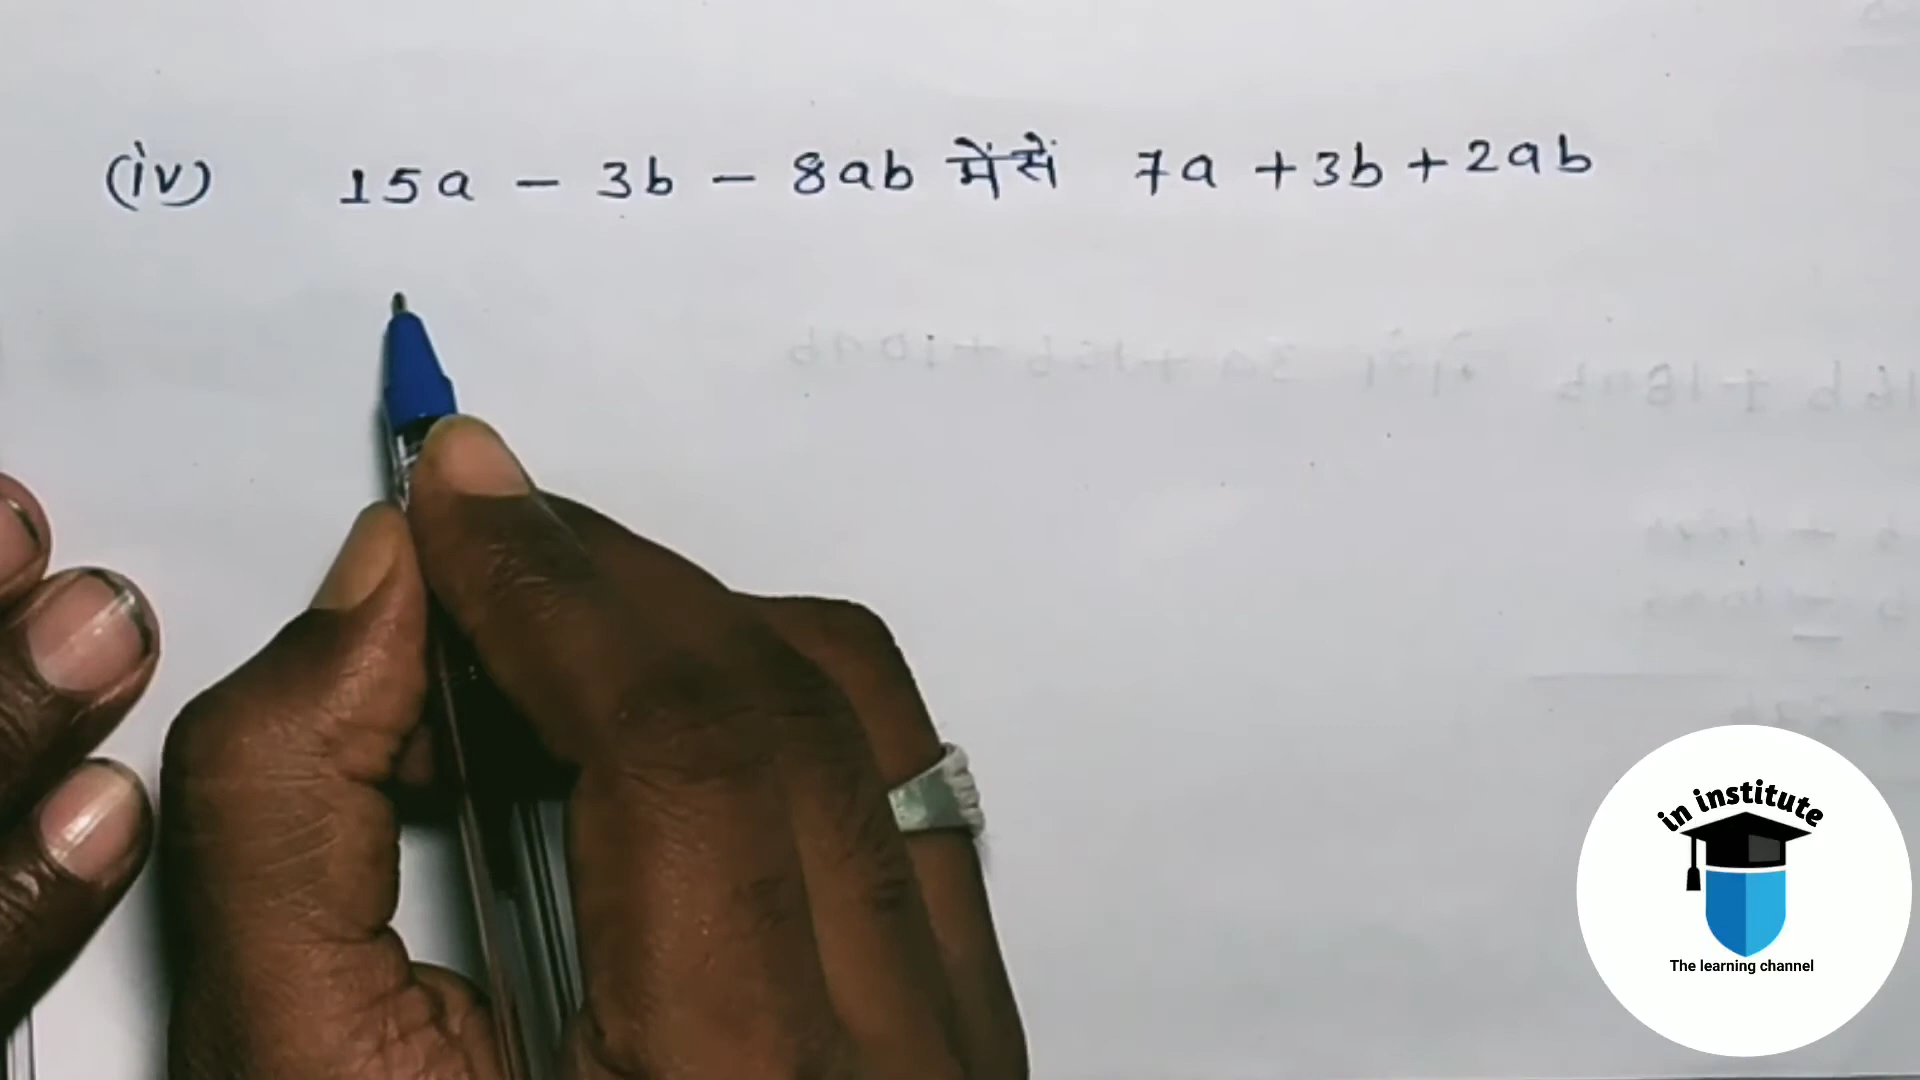 (iv) 15a - 3b - 8ab में से 7a + 3b + 2ab
in institute
The learning channel